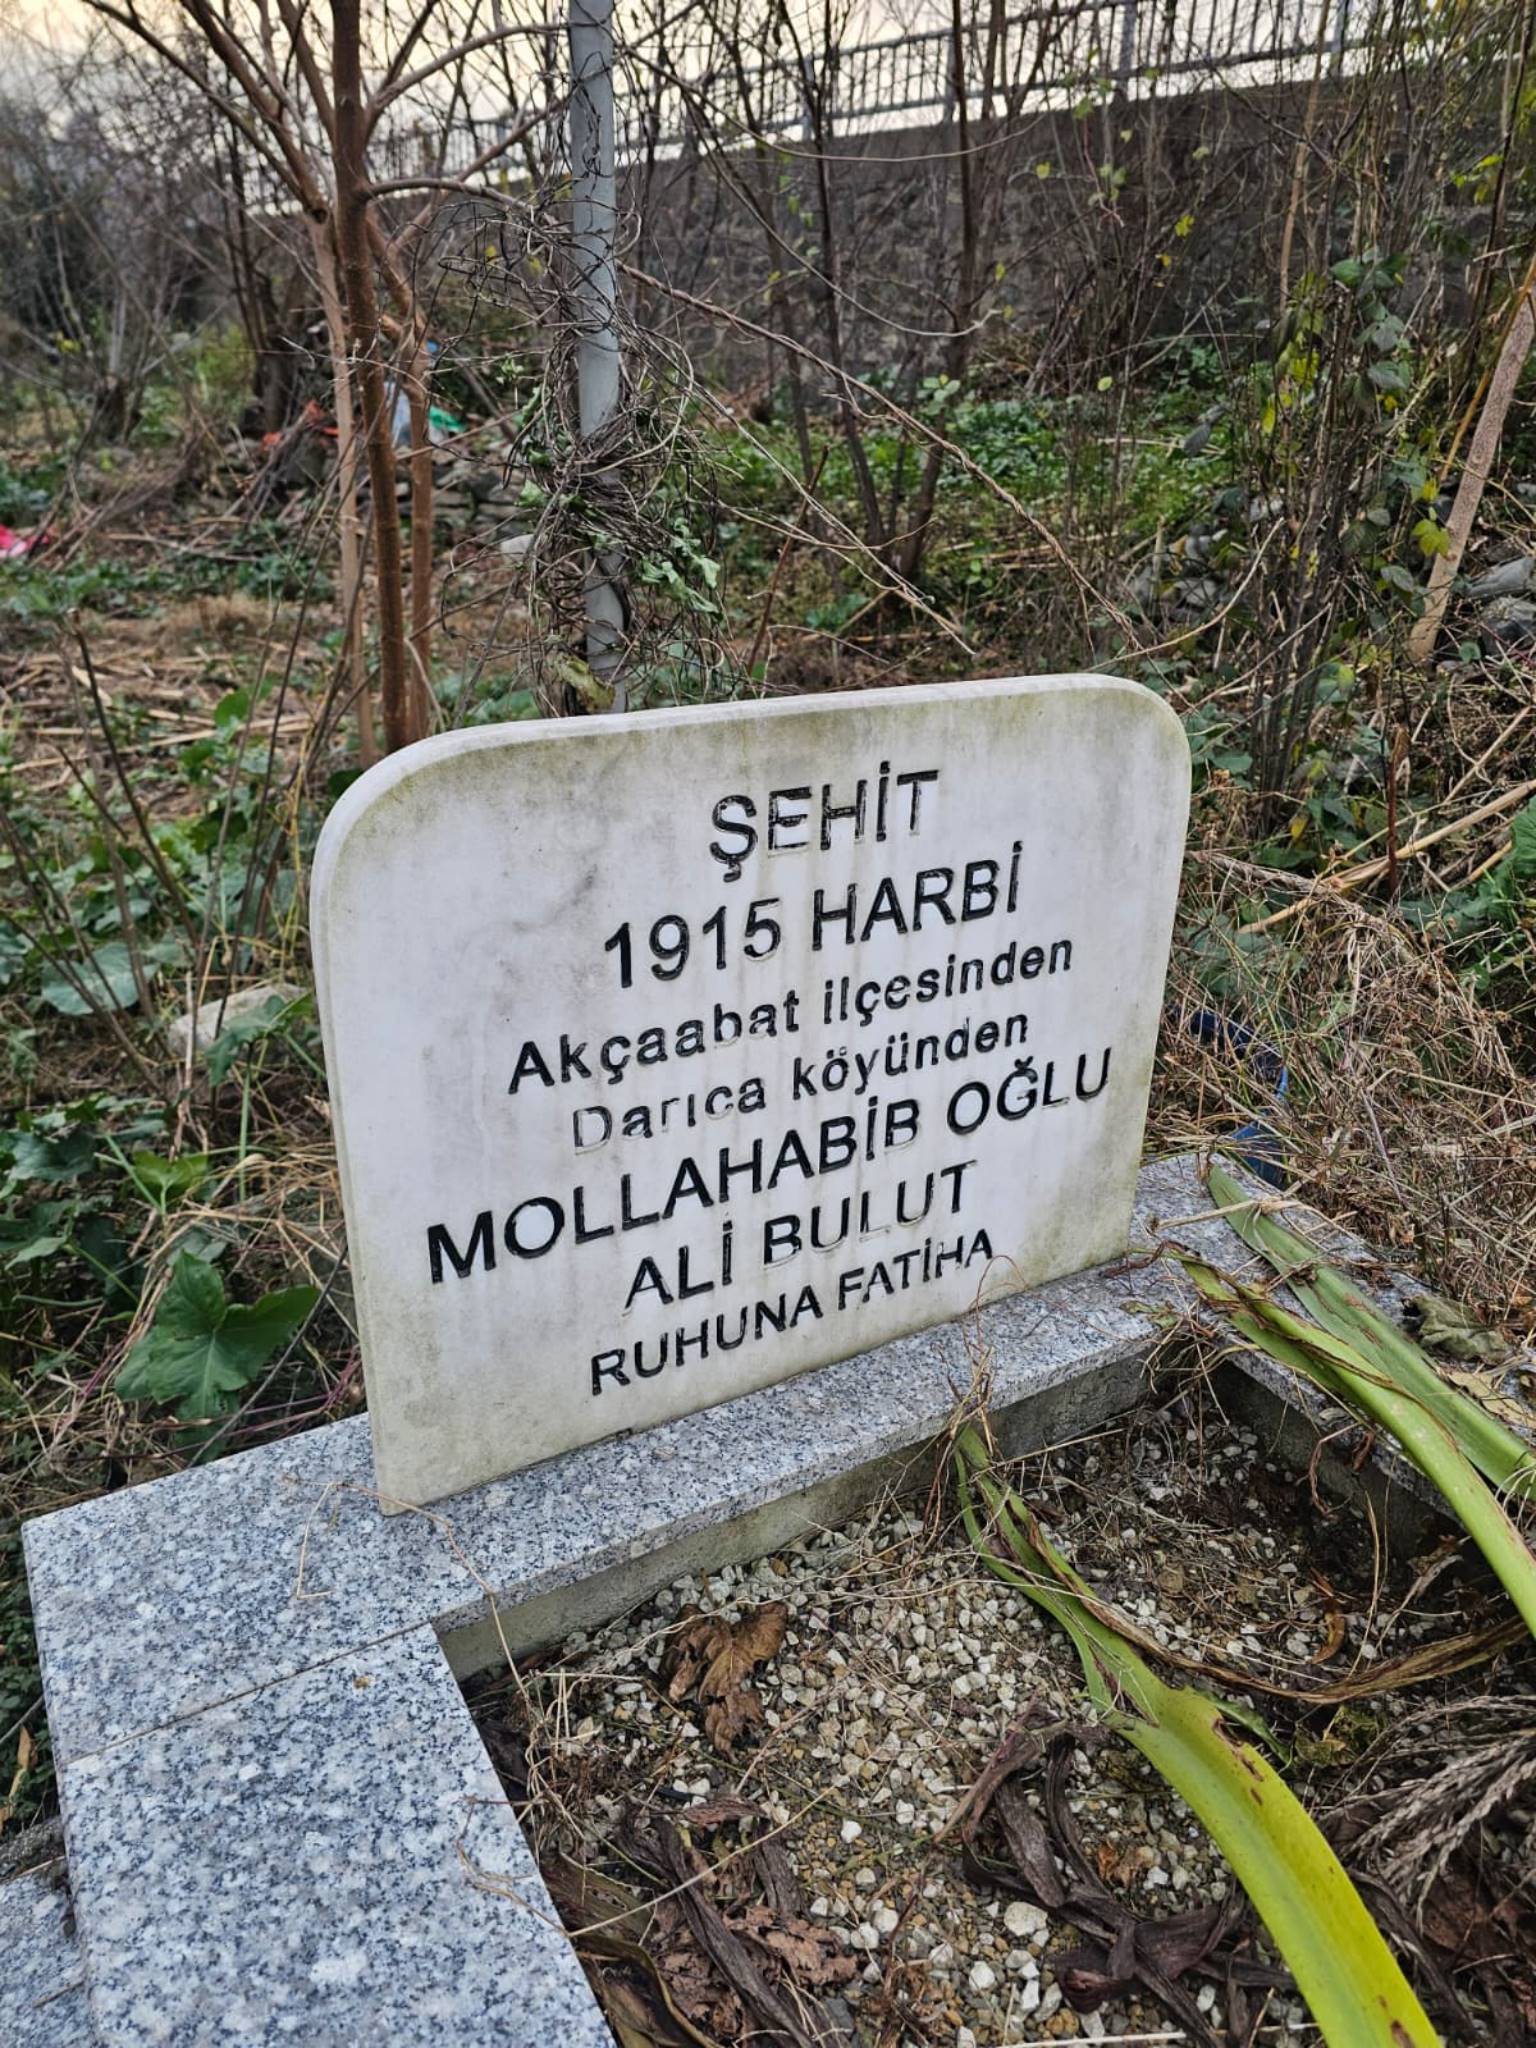 ŞEHİT
1915 HARBİ
Akçaabat ilçesinden
Darıca köyünden
MOLLAHABİB OĞLU
ALİ BULUT
RUHUNA FATİHA